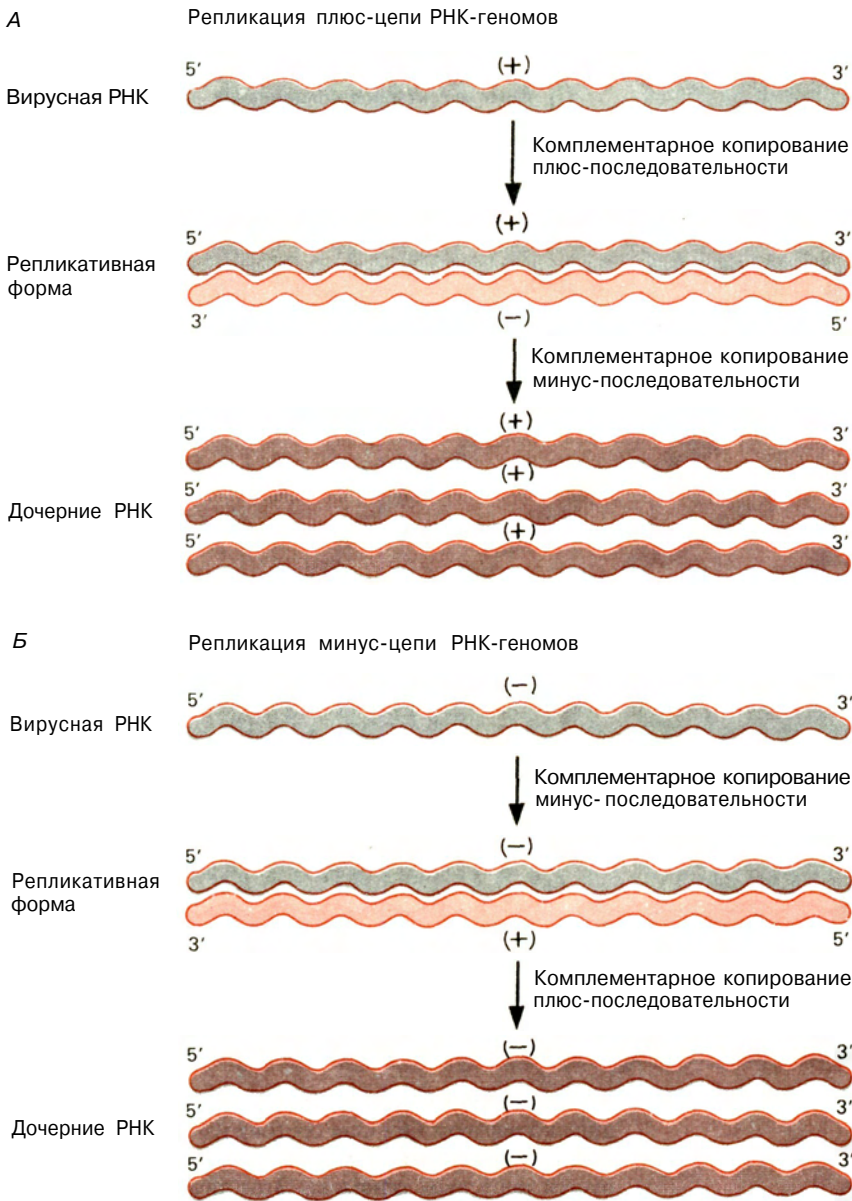 А Репликация плюс-цепи РНК-геномов
5′ (+) 3′
Вирусная РНК
Комплементарное копирование
плюс-последовательности
(+)
5′ 3′
Репликативная
форма
3′ (−) 5′
Комплементарное копирование
минус-последовательности
5′ (+) 3′
5′ (+) 3′
Дочерние РНК
5′ (+) 3′
Б Репликация минус-цепи РНК-геномов
5′ (−) 3′
Вирусная РНК
Комплементарное копирование
минус-последовательности
5′ (−) 3′
Репликативная
форма
3′ (+) 5′
Комплементарное копирование
плюс-последовательности
5′ (−) 3′
5′ (−) 3′
Дочерние РНК
5′ (−) 3′